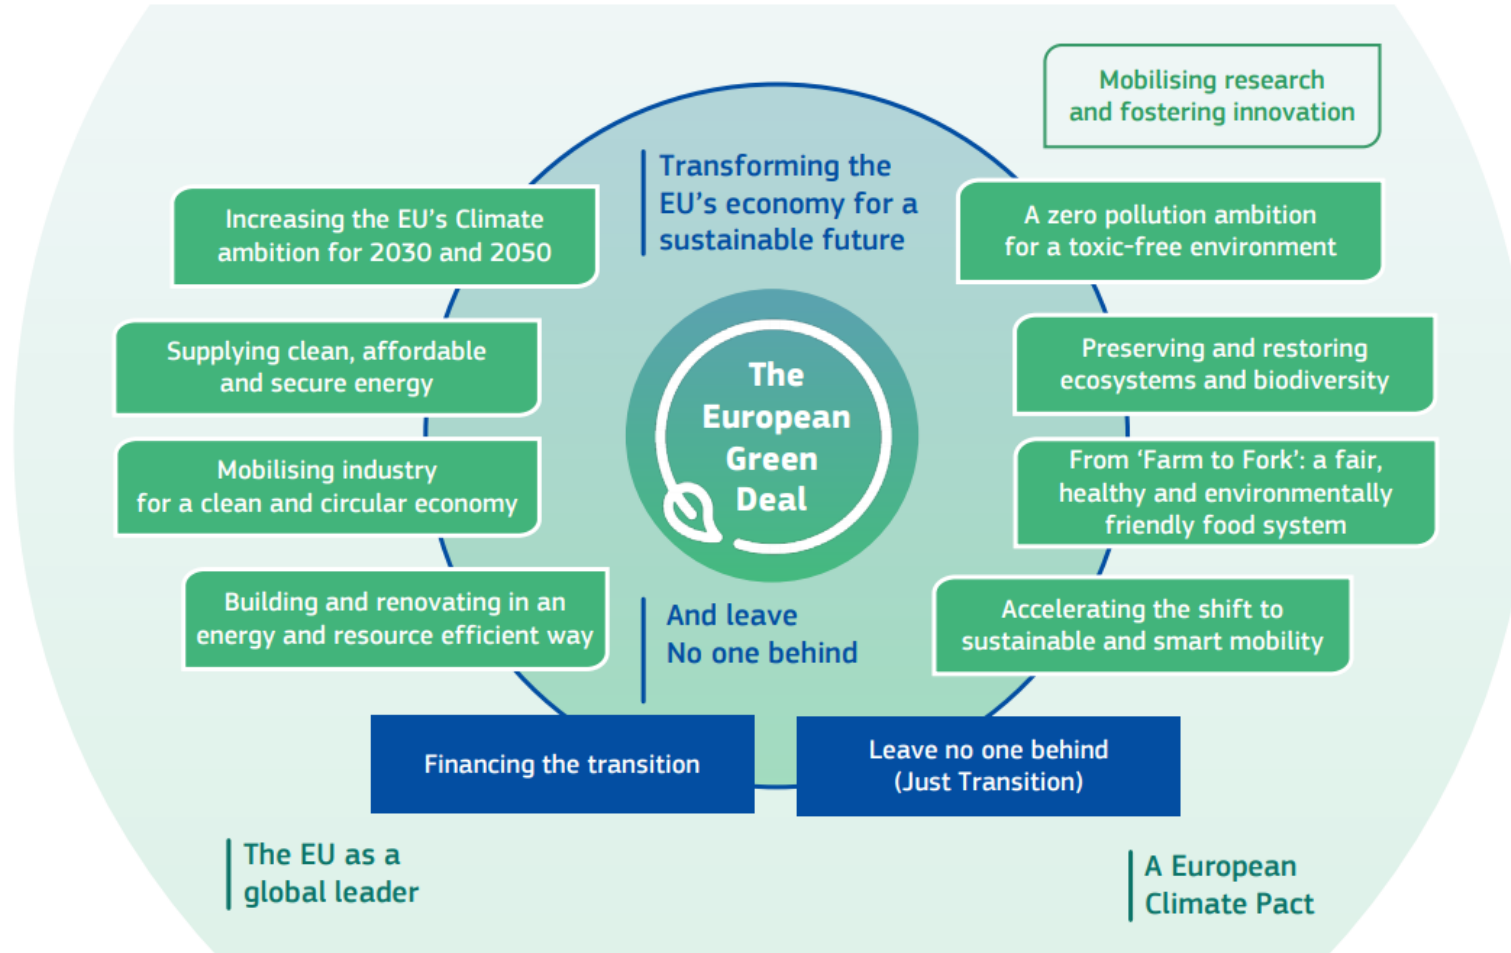 Mobilising research
and fostering innovation
Transforming the
EU's economy for a
sustainable future
Increasing the EU's Climate
ambition for 2030 and 2050
A zero pollution ambition
for a toxic-free environment
Supplying clean, affordable
and secure energy
Preserving and restoring
ecosystems and biodiversity
The
European
Green
Deal
Mobilising industry
for a clean and circular economy
From ‘Farm to Fork’: a fair,
healthy and environmentally
friendly food system
Building and renovating in an
energy and resource efficient way
And leave
No one behind
Accelerating the shift to
sustainable and smart mobility
Financing the transition
Leave no one behind
(Just Transition)
The EU as a
global leader
A European
Climate Pact